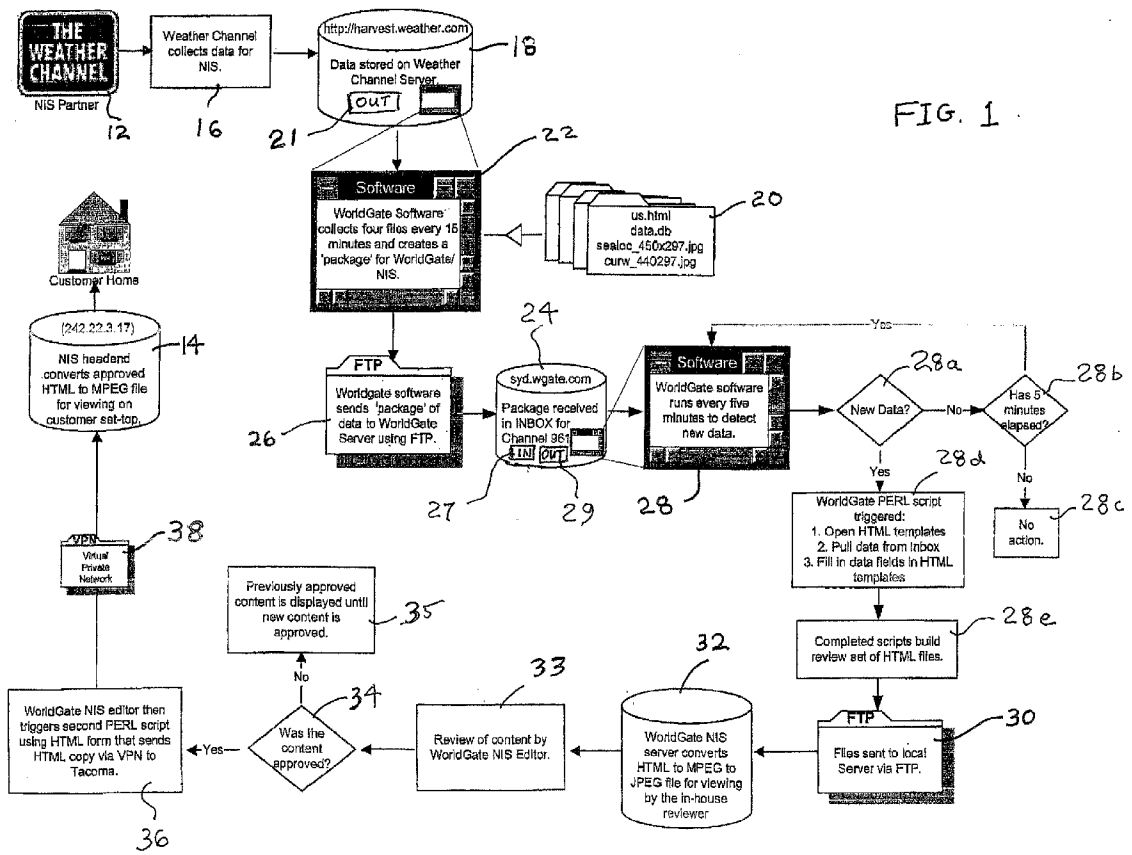 THE
WEATHER
CHANNEL
NiS Partner
12
Weather Channel
collects data for
NIS.
16
http://harvest.weather.com
Data stored on Weather
Channel Server.
OUT
18
21
FIG. 1
22
Software
WorldGate Software
collects four files every 15
minutes and creates a
'package' for WorldGate/
NIS.
us.html
data.db
sealoc_450x297.jpg
curw_440297.jpg
20
Customer Home
(242.22.3.17)
NIS headend
converts approved
HTML to MPEG file
for viewing on
customer set-top.
14
FTP
Worldgate software
sends 'package' of
data to WorldGate
Server using FTP.
26
24
syd.wgate.com
Package received
in INBOX for
Channel 961
IN
OUT
27
29
Software
WorldGate software
runs every five
minutes to detect
new data.
28
Yes
28a
New Data?
No
28b
Has 5
minutes
elapsed?
Yes
No
28d
WorldGate PERL script
triggered:
1. Open HTML templates
2. Pull data from Inbox
3. Fill in data fields in HTML
templates
28c
No
action.
28e
Completed scripts build
review set of HTML files.
FTP
Files sent to local
Server via FTP.
30
32
WorldGate NIS
server converts
HTML to MPEG to
JPEG file for viewing
by the in-house
reviewer
33
Review of content by
WorldGate NIS Editor.
34
Was the
content
approved?
No
Previously approved
content is displayed until
new content is
approved.
35
Yes
WorldGate NIS editor then
triggers second PERL script
using HTML form that sends
HTML copy via VPN to
Tacoma.
36
VPN
Virtual
Private
Network
38